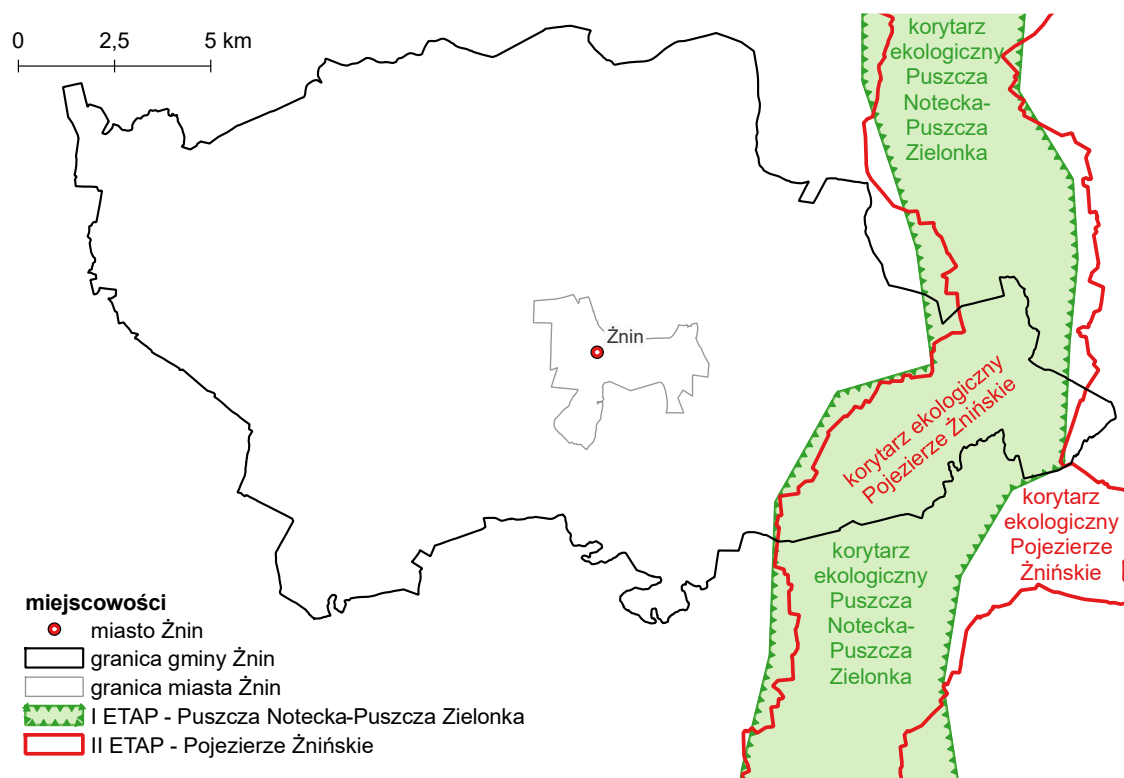 0 2,5 5 km
korytarz
ekologiczny
Puszcza
Notecka-
Puszcza
Zielonka
Żnin
korytarz ekologiczny
Pojezierze Żnińskie
korytarz
ekologiczny
Pojezierze
Żnińskie
korytarz
ekologiczny
Puszcza
Notecka-
Puszcza
Zielonka
miejscowości
miasto Żnin
granica gminy Żnin
granica miasta Żnin
I ETAP - Puszcza Notecka-Puszcza Zielonka
II ETAP - Pojezierze Żnińskie